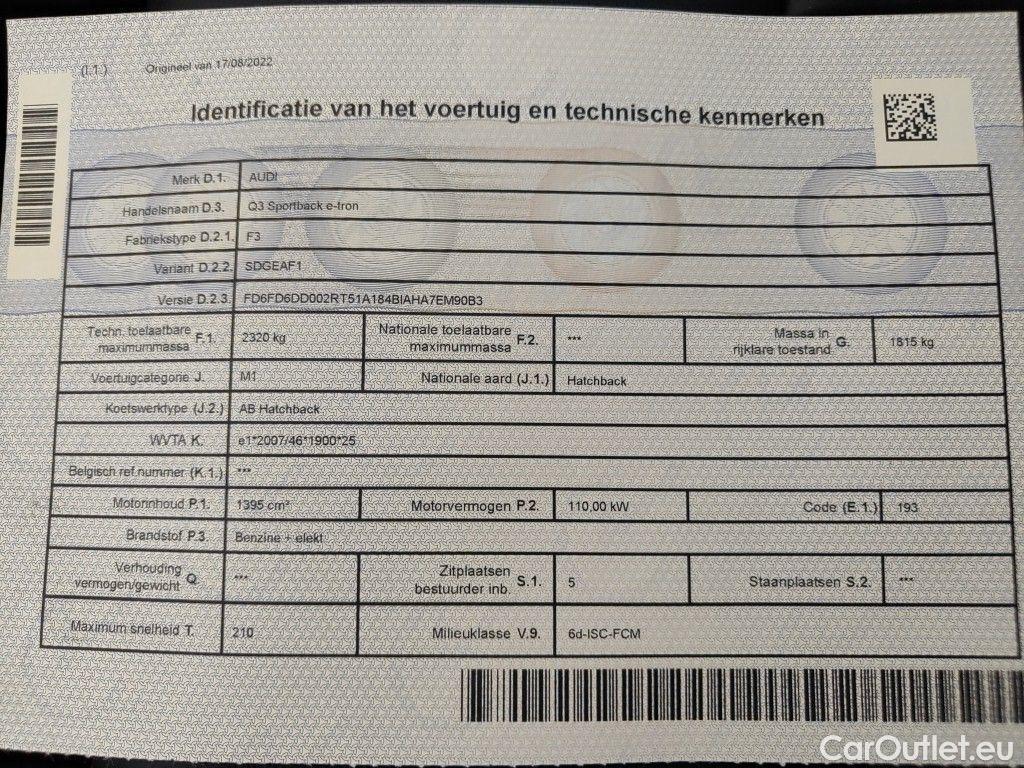 (I.1.) Origineel van 17/08/2022
Identificatie van het voertuig en technische kenmerken
Merk D.1. AUDI
Handelsnaam D.3. Q3 Sportback e-tron
Fabriekstype D.2.1. F3
Variant D.2.2. SDGEAF1
Versie D.2.3. FD6FD6DD002RT51A184BIAHA7EM90B3
Techn. toelaatbare maximummassa F.1. 2320 kg Nationale toelaatbare maximummassa F.2. *** Massa in rijklare toestand G. 1815 kg
Voertuigcategorie J. M1 Nationale aard (J.1.) Hatchback
Koetswerktype (J.2.) AB Hatchback
WVTA K. e1*2007/46*1900*25
Belgisch ref.nummer (K.1.) ***
Motorinhoud P.1. 1395 cm³ Motorvermogen P.2. 110,00 kW Code (E.1.) 193
Brandstof P.3. Benzine + elekt
Verhouding vermogen/gewicht Q. *** Zitplaatsen bestuurder inb. S.1. 5 Staanplaatsen S.2. ***
Maximum snelheid T. 210 Milieuklasse V.9. 6d-ISC-FCM
CarOutlet.eu